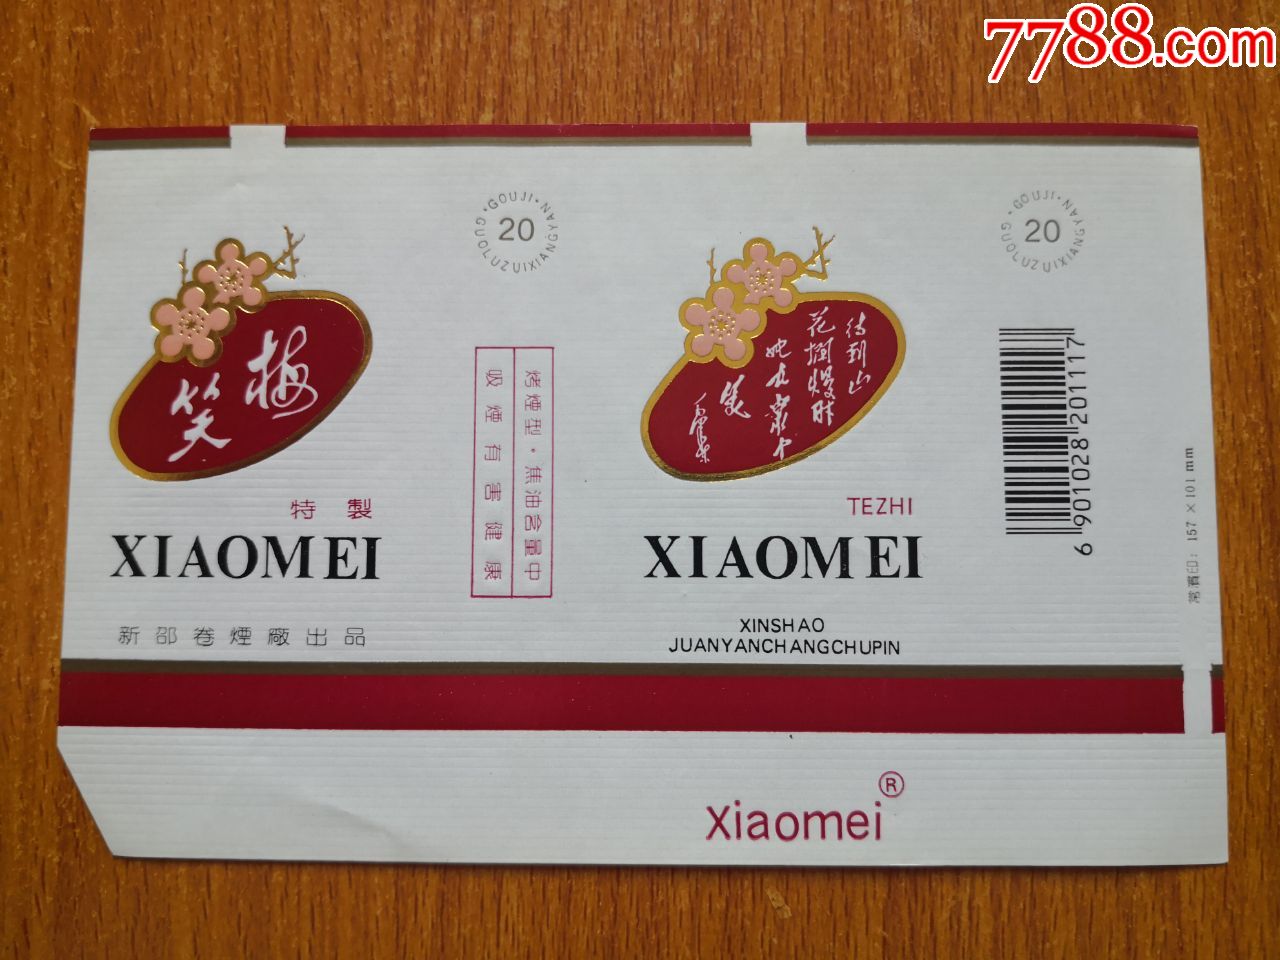 7788.com
·GOUJI·
GUOLUZUIXIANGYAN
20
梅
笑
特製
XIAOMEI
新邵卷煙廠出品
烤煙型·焦油含量中
吸煙有害健康
·GOUJI·
GUOLUZUIXIANGYAN
20
待到山
花烂熳时
她在丛中
笑
毛泽东
TEZHI
XIAOMEI
XINSHAO
JUANYANCHANGCHUPIN
6 901028 201117
157 × 101 mm
Xiaomei®